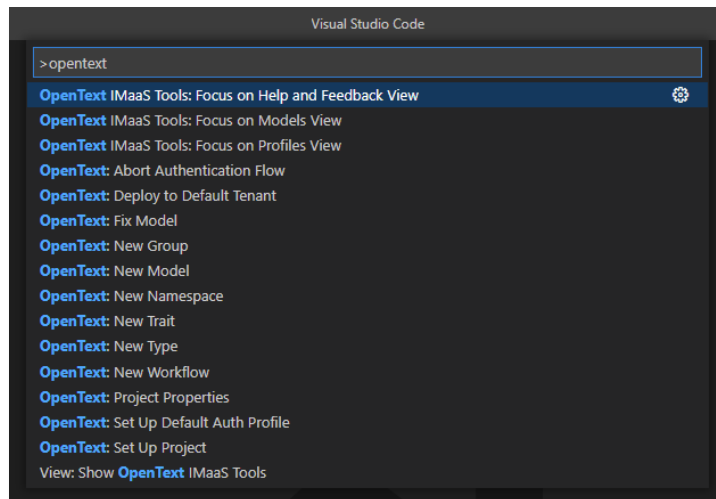 Visual Studio Code
>opentext
OpenText IMaaS Tools: Focus on Help and Feedback View
OpenText IMaaS Tools: Focus on Models View
OpenText IMaaS Tools: Focus on Profiles View
OpenText: Abort Authentication Flow
OpenText: Deploy to Default Tenant
OpenText: Fix Model
OpenText: New Group
OpenText: New Model
OpenText: New Namespace
OpenText: New Trait
OpenText: New Type
OpenText: New Workflow
OpenText: Project Properties
OpenText: Set Up Default Auth Profile
OpenText: Set Up Project
View: Show OpenText IMaaS Tools